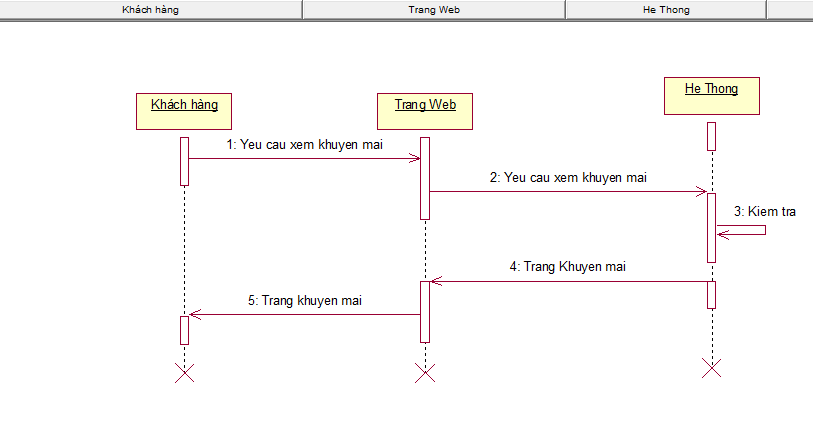 Khách hàng
Trang Web
He Thong
Khách hàng
Trang Web
He Thong
1: Yeu cau xem khuyen mai
2: Yeu cau xem khuyen mai
3: Kiem tra
4: Trang Khuyen mai
5: Trang khuyen mai